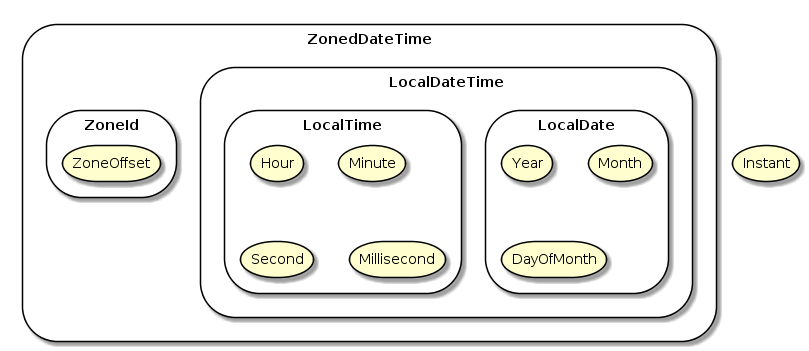 ZonedDateTime
LocalDateTime
ZoneId
LocalTime
LocalDate
ZoneOffset
Hour
Minute
Year
Month
Instant
Second
Millisecond
DayOfMonth